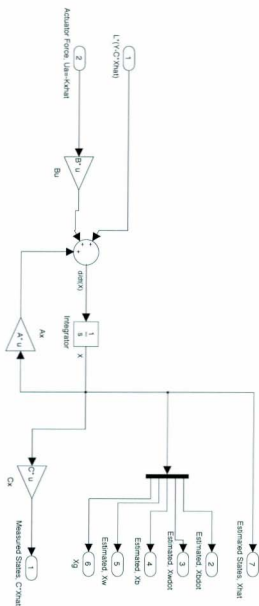 1
L*(Y-C*Xhat)
2
Actuator Force, Ua=-Kxhat
B* u
Bu
+
+
+
diff(X)
1
s
Integrator
X
A* u
Ax
7
Estimated States, Xhat
2
Estimated, Xbdot
3
Estimated, Xwdot
4
Estimated, Xb
5
Estimated, Xw
6
Xg
C* u
Cx
1
Measured States, C*Xhat